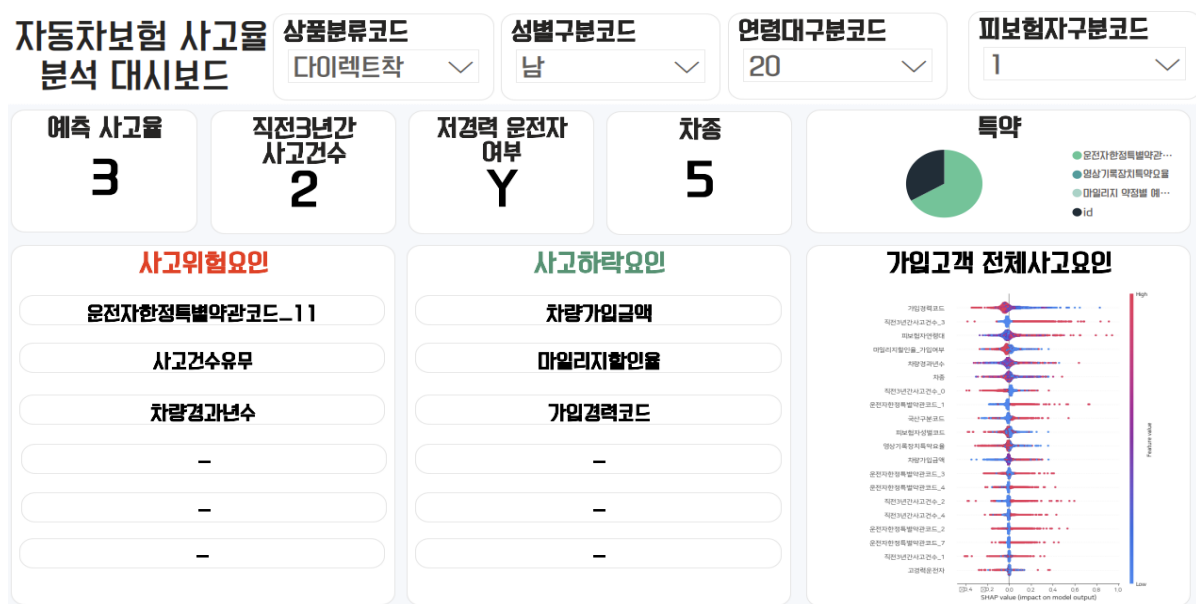 자동차보험 사고율
분석 대시보드
상품분류코드
다이렉트착
성별구분코드
남
연령대구분코드
20
피보험자구분코드
1
예측 사고율
3
직전3년간
사고건수
2
저경력 운전자
여부
Y
차종
5
특약
운전자한정특별약관…
영상기록장치특약요율
마일리지 약정별 예…
id
사고위험요인
운전자한정특별약관코드_11
사고건수유무
차량경과년수
–
–
–
사고하락요인
차량가입금액
마일리지할인율
가입경력코드
–
–
–
가입고객 전체사고요인
High
가입경력코드
직전3년간사고건수_3
피보험자연령대
마일리지할인율_가입여부
차량경과년수
차종
직전3년간사고건수_0
운전자한정특별약관코드_1
국산구분코드
피보험자성별코드
영상기록장치특약요율
차량가입금액
운전자한정특별약관코드_3
운전자한정특별약관코드_4
직전3년간사고건수_2
직전3년간사고건수_4
운전자한정특별약관코드_2
운전자한정특별약관코드_7
직전3년간사고건수_1
고경력운전자
Feature value
Low
0.4 0.2 0.0 0.2 0.4 0.6 0.8 1.0
SHAP value (impact on model output)